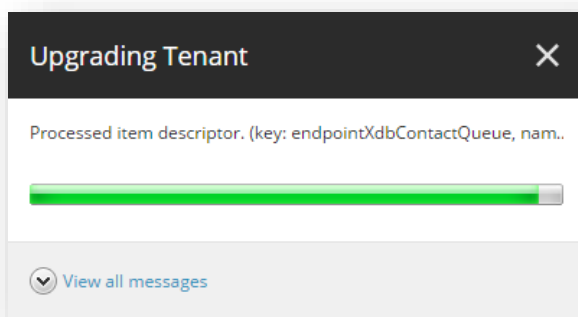 Upgrading Tenant
Processed item descriptor. (key: endpointXdbContactQueue, nam..
View all messages